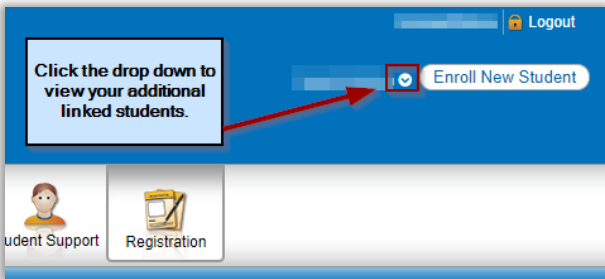 Logout
Click the drop down to
view your additional
linked students.
Enroll New Student
udent Support
Registration